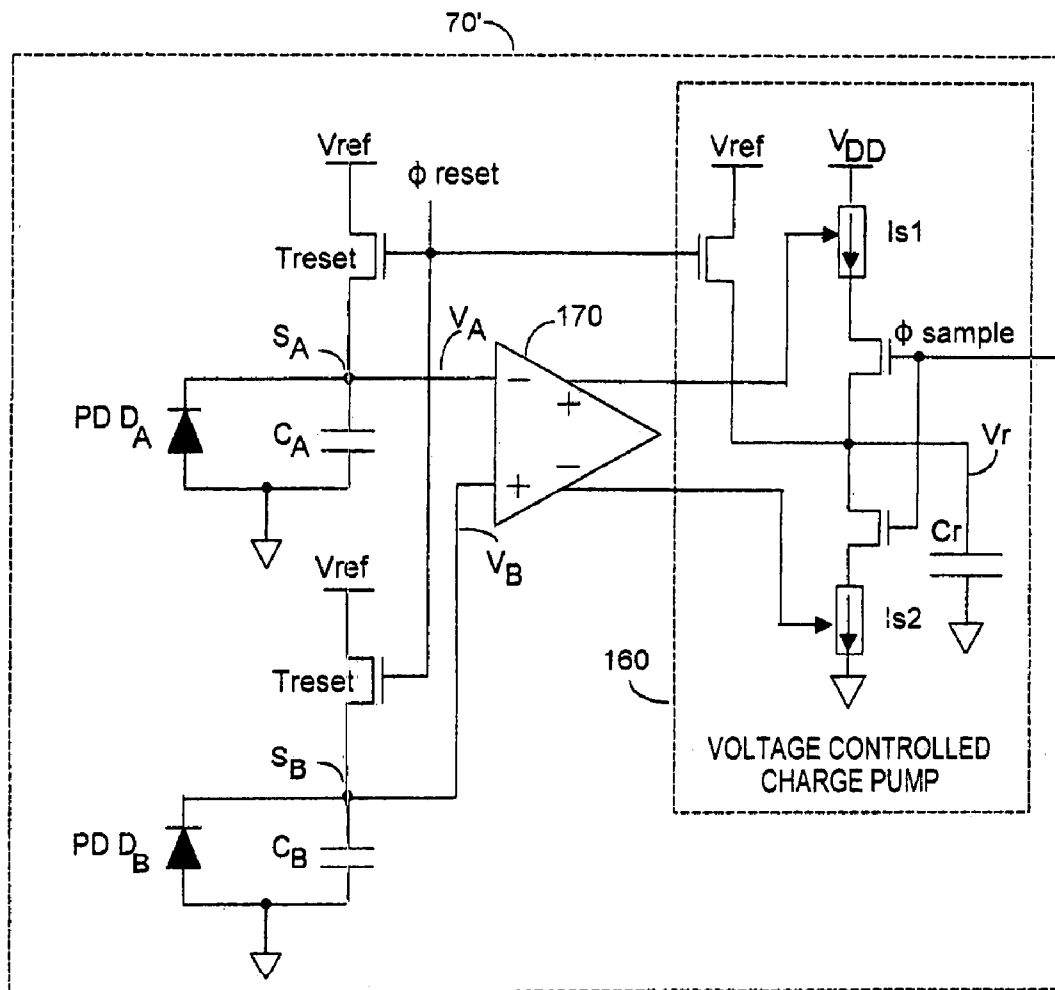 70'
Vref
ϕ reset
Treset
Vref
VDD
Is1
SA
VA
170
ϕ sample
PD DA
CA
−
+
+
−
Vr
VB
Cr
Vref
Is2
Treset
160
VOLTAGE CONTROLLED
CHARGE PUMP
SB
PD DB
CB